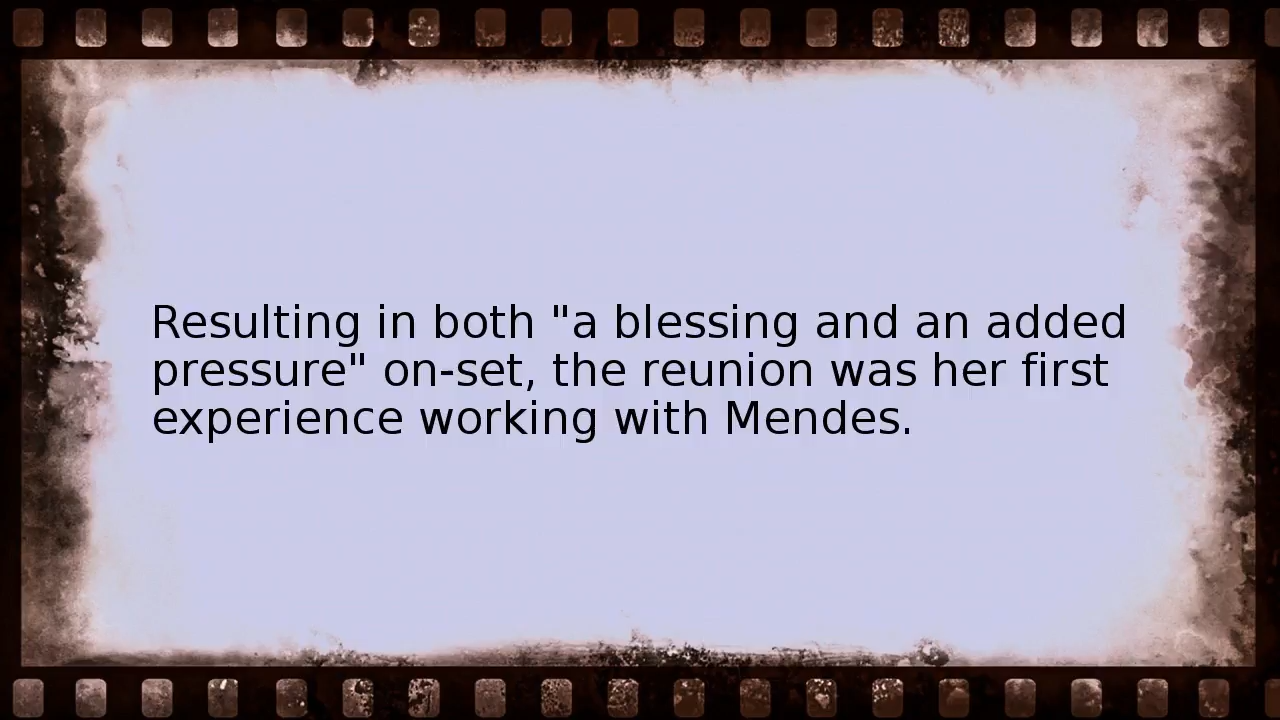 Resulting in both "a blessing and an added
pressure" on-set, the reunion was her first
experience working with Mendes.